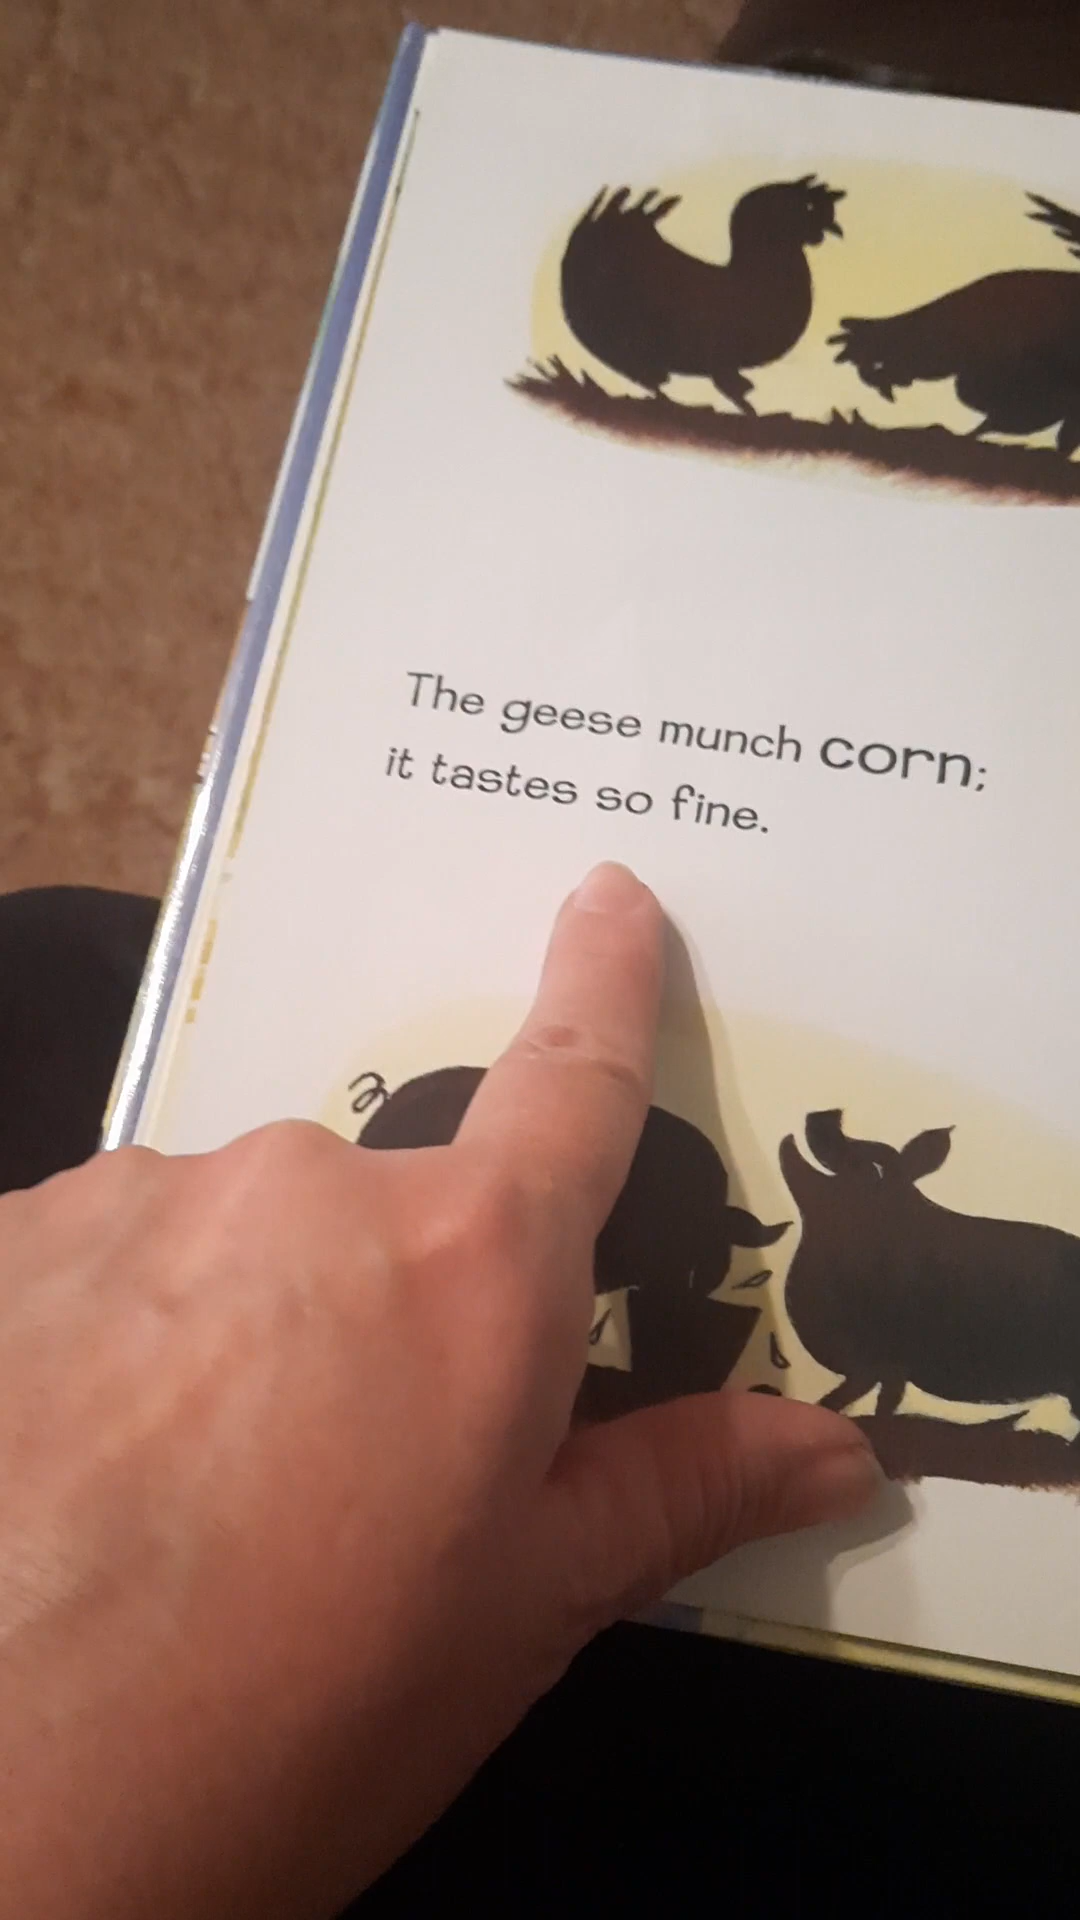 The geese munch corn;
it tastes so fine.